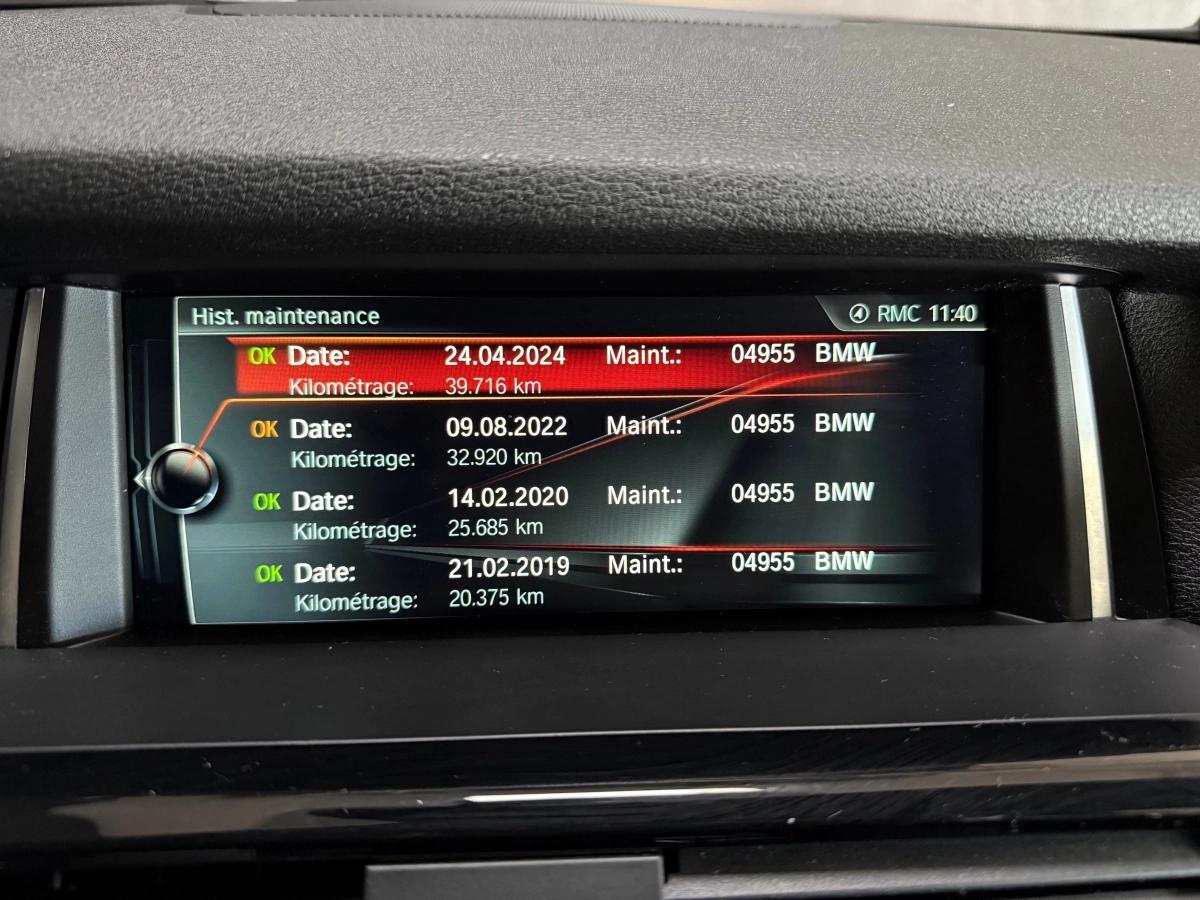 Hist. maintenance RMC 11:40
OK Date: 24.04.2024 Maint.: 04955 BMW
Kilométrage: 39.716 km
OK Date: 09.08.2022 Maint.: 04955 BMW
Kilométrage: 32.920 km
OK Date: 14.02.2020 Maint.: 04955 BMW
Kilométrage: 25.685 km
OK Date: 21.02.2019 Maint.: 04955 BMW
Kilométrage: 20.375 km